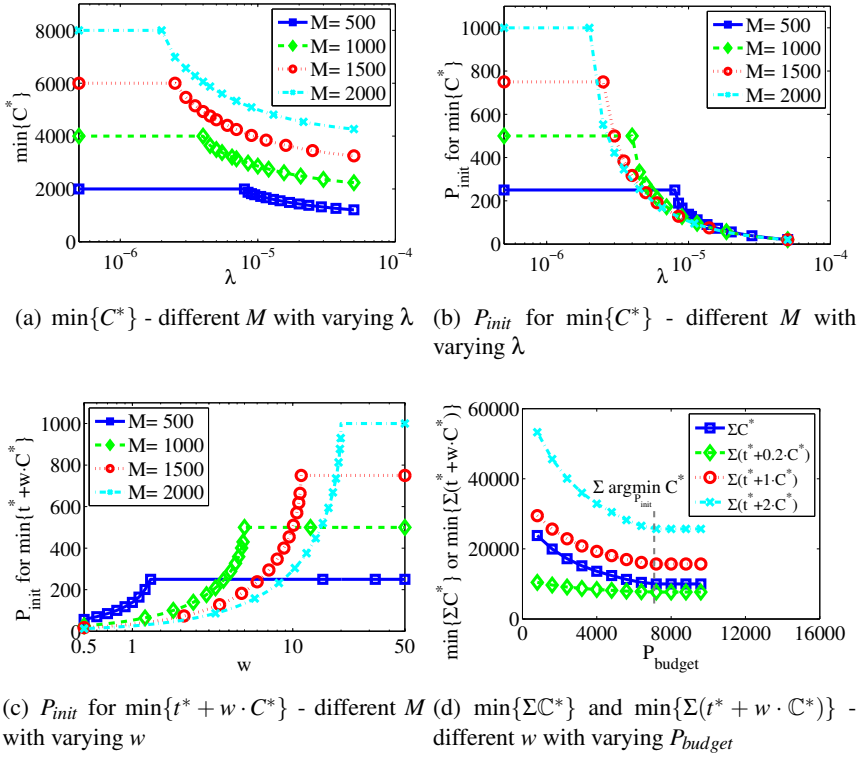 M= 500
M= 1000
M= 1500
M= 2000
8000
6000
4000
2000
0
min{C*}
10⁻⁶
10⁻⁵
10⁻⁴
λ
(a) min{C*} - different M with varying λ
M= 500
M= 1000
M= 1500
M= 2000
1000
800
600
400
200
0
P_init for min{C*}
10⁻⁶
10⁻⁵
10⁻⁴
λ
(b) P_init for min{C*} - different M with
varying λ
M= 500
M= 1000
M= 1500
M= 2000
1000
800
600
400
200
0
P_init for min{t*+w·C*}
0.5
1
10
50
w
(c) P_init for min{t* + w · C*} - different M
with varying w
60000
40000
20000
0
min{ΣC*} or min{Σ(t*+w·C*)}
ΣC*
Σ(t*+0.2·C*)
Σ(t*+1·C*)
Σ(t*+2·C*)
Σ argmin C*
P_init
0
4000
8000
12000
16000
P_budget
(d) min{Σℂ*} and min{Σ(t* + w · ℂ*)} -
different w with varying P_budget